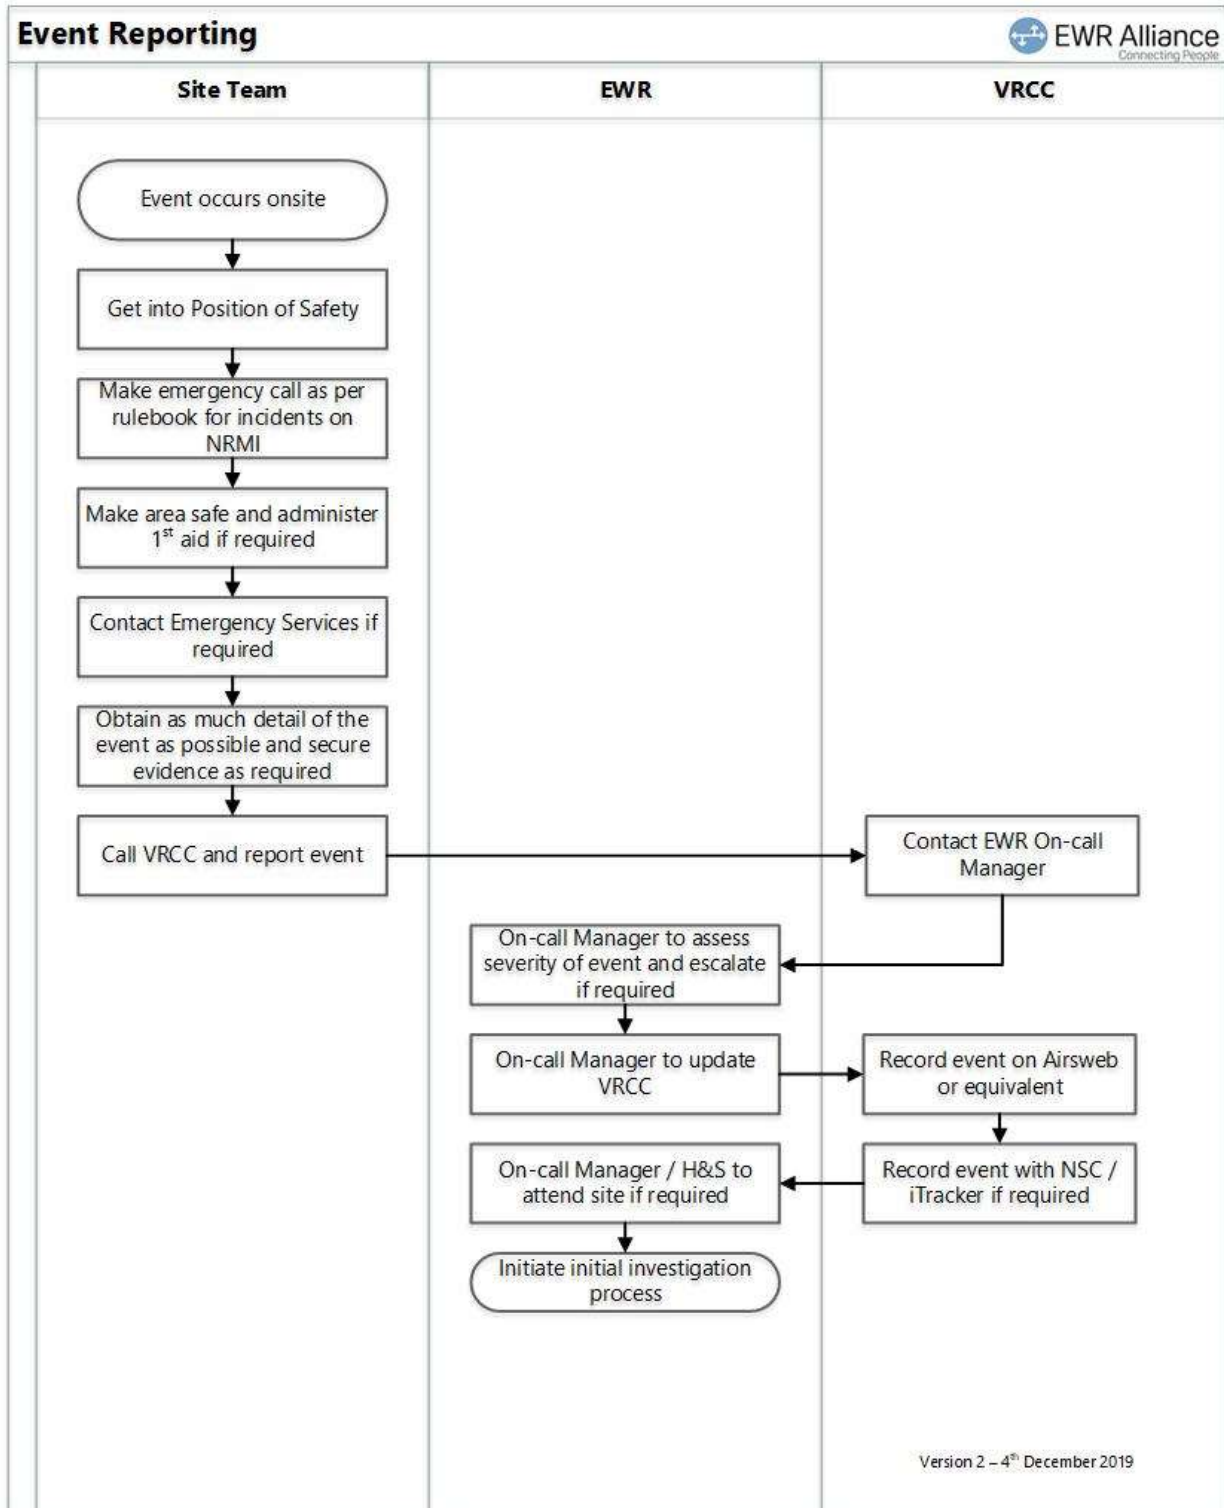 Event Reporting
EWR Alliance
Connecting People
Site Team
EWR
VRCC
Event occurs onsite
Get into Position of Safety
Make emergency call as per
rulebook for incidents on
NRMI
Make area safe and administer
1st aid if required
Contact Emergency Services if
required
Obtain as much detail of the
event as possible and secure
evidence as required
Call VRCC and report event
Contact EWR On-call
Manager
On-call Manager to assess
severity of event and escalate
if required
On-call Manager to update
VRCC
Record event on Airsweb
or equivalent
Record event with NSC /
iTracker if required
On-call Manager / H&S to
attend site if required
Initiate initial investigation
process
Version 2 – 4th December 2019